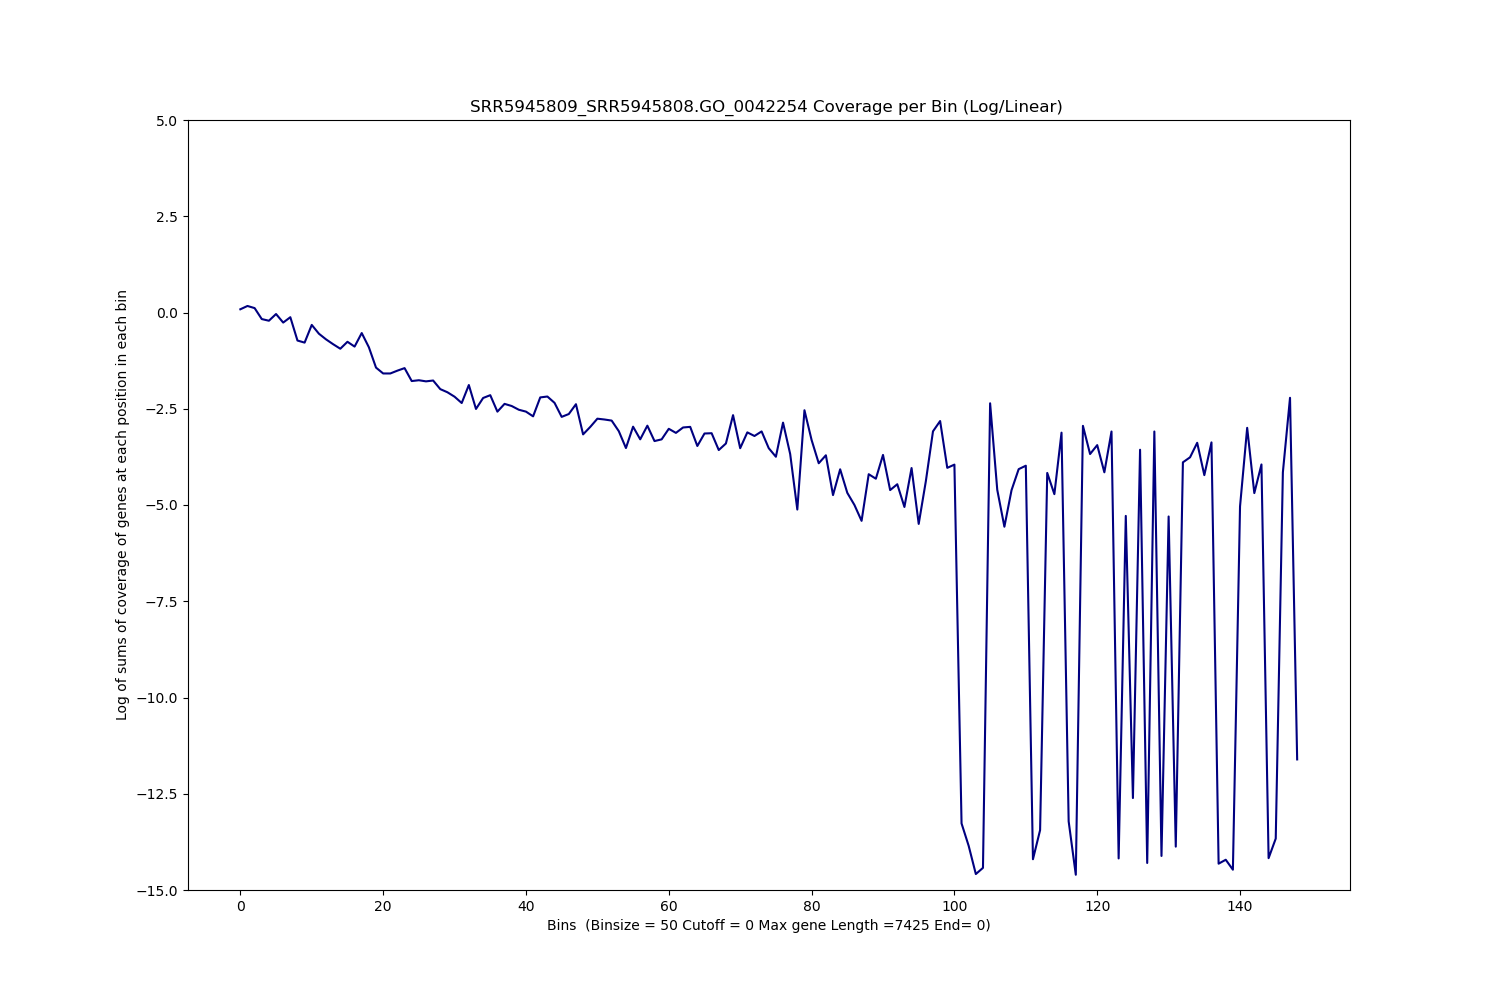 SRR5945809_SRR5945808.GO_0042254 Coverage per Bin (Log/Linear)
5.0
2.5
0.0
−2.5
−5.0
−7.5
−10.0
−12.5
−15.0
Log of sums of coverage of genes at each position in each bin
0 20 40 60 80 100 120 140
Bins  (Binsize = 50 Cutoff = 0 Max gene Length =7425 End= 0)